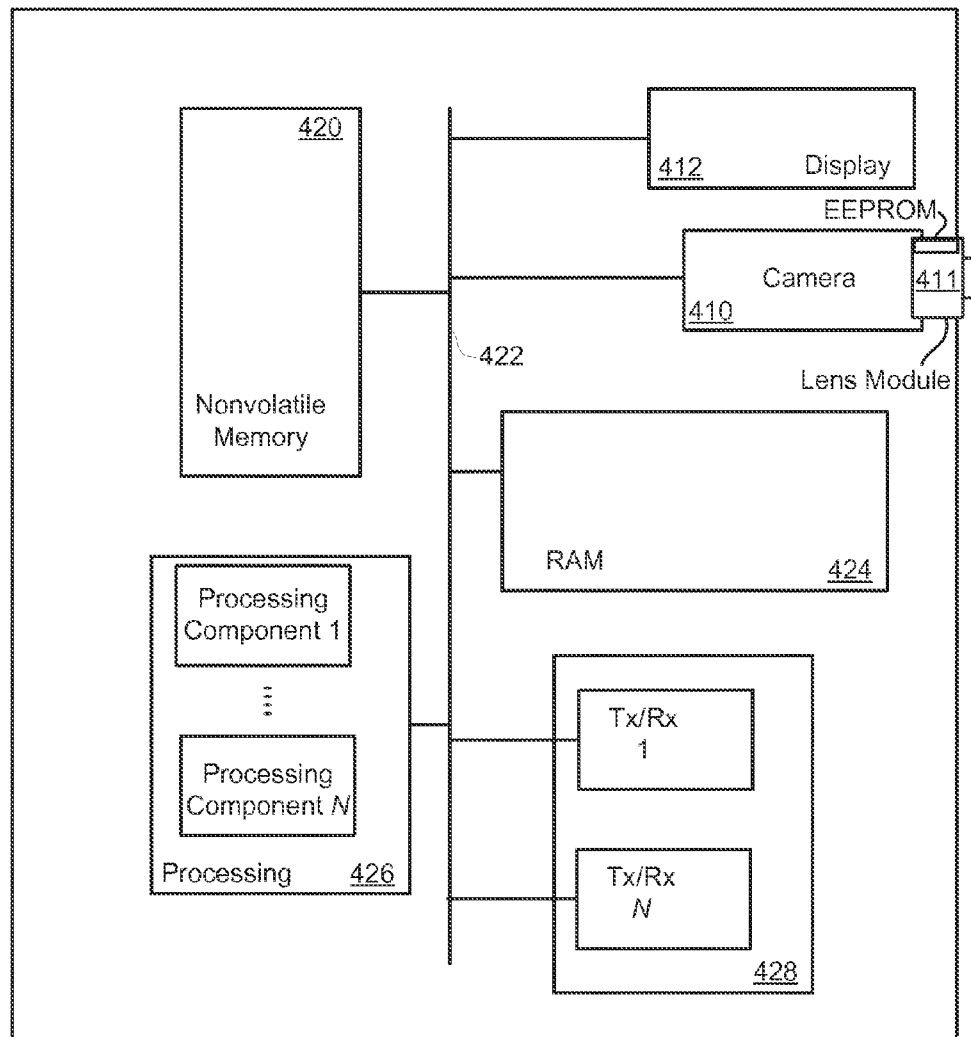 420
Nonvolatile
Memory
412
Display
EEPROM
Camera
410
411
Lens Module
422
RAM
424
Processing
Component 1
Processing
Component N
Processing
426
Tx/Rx
1
Tx/Rx
N
428